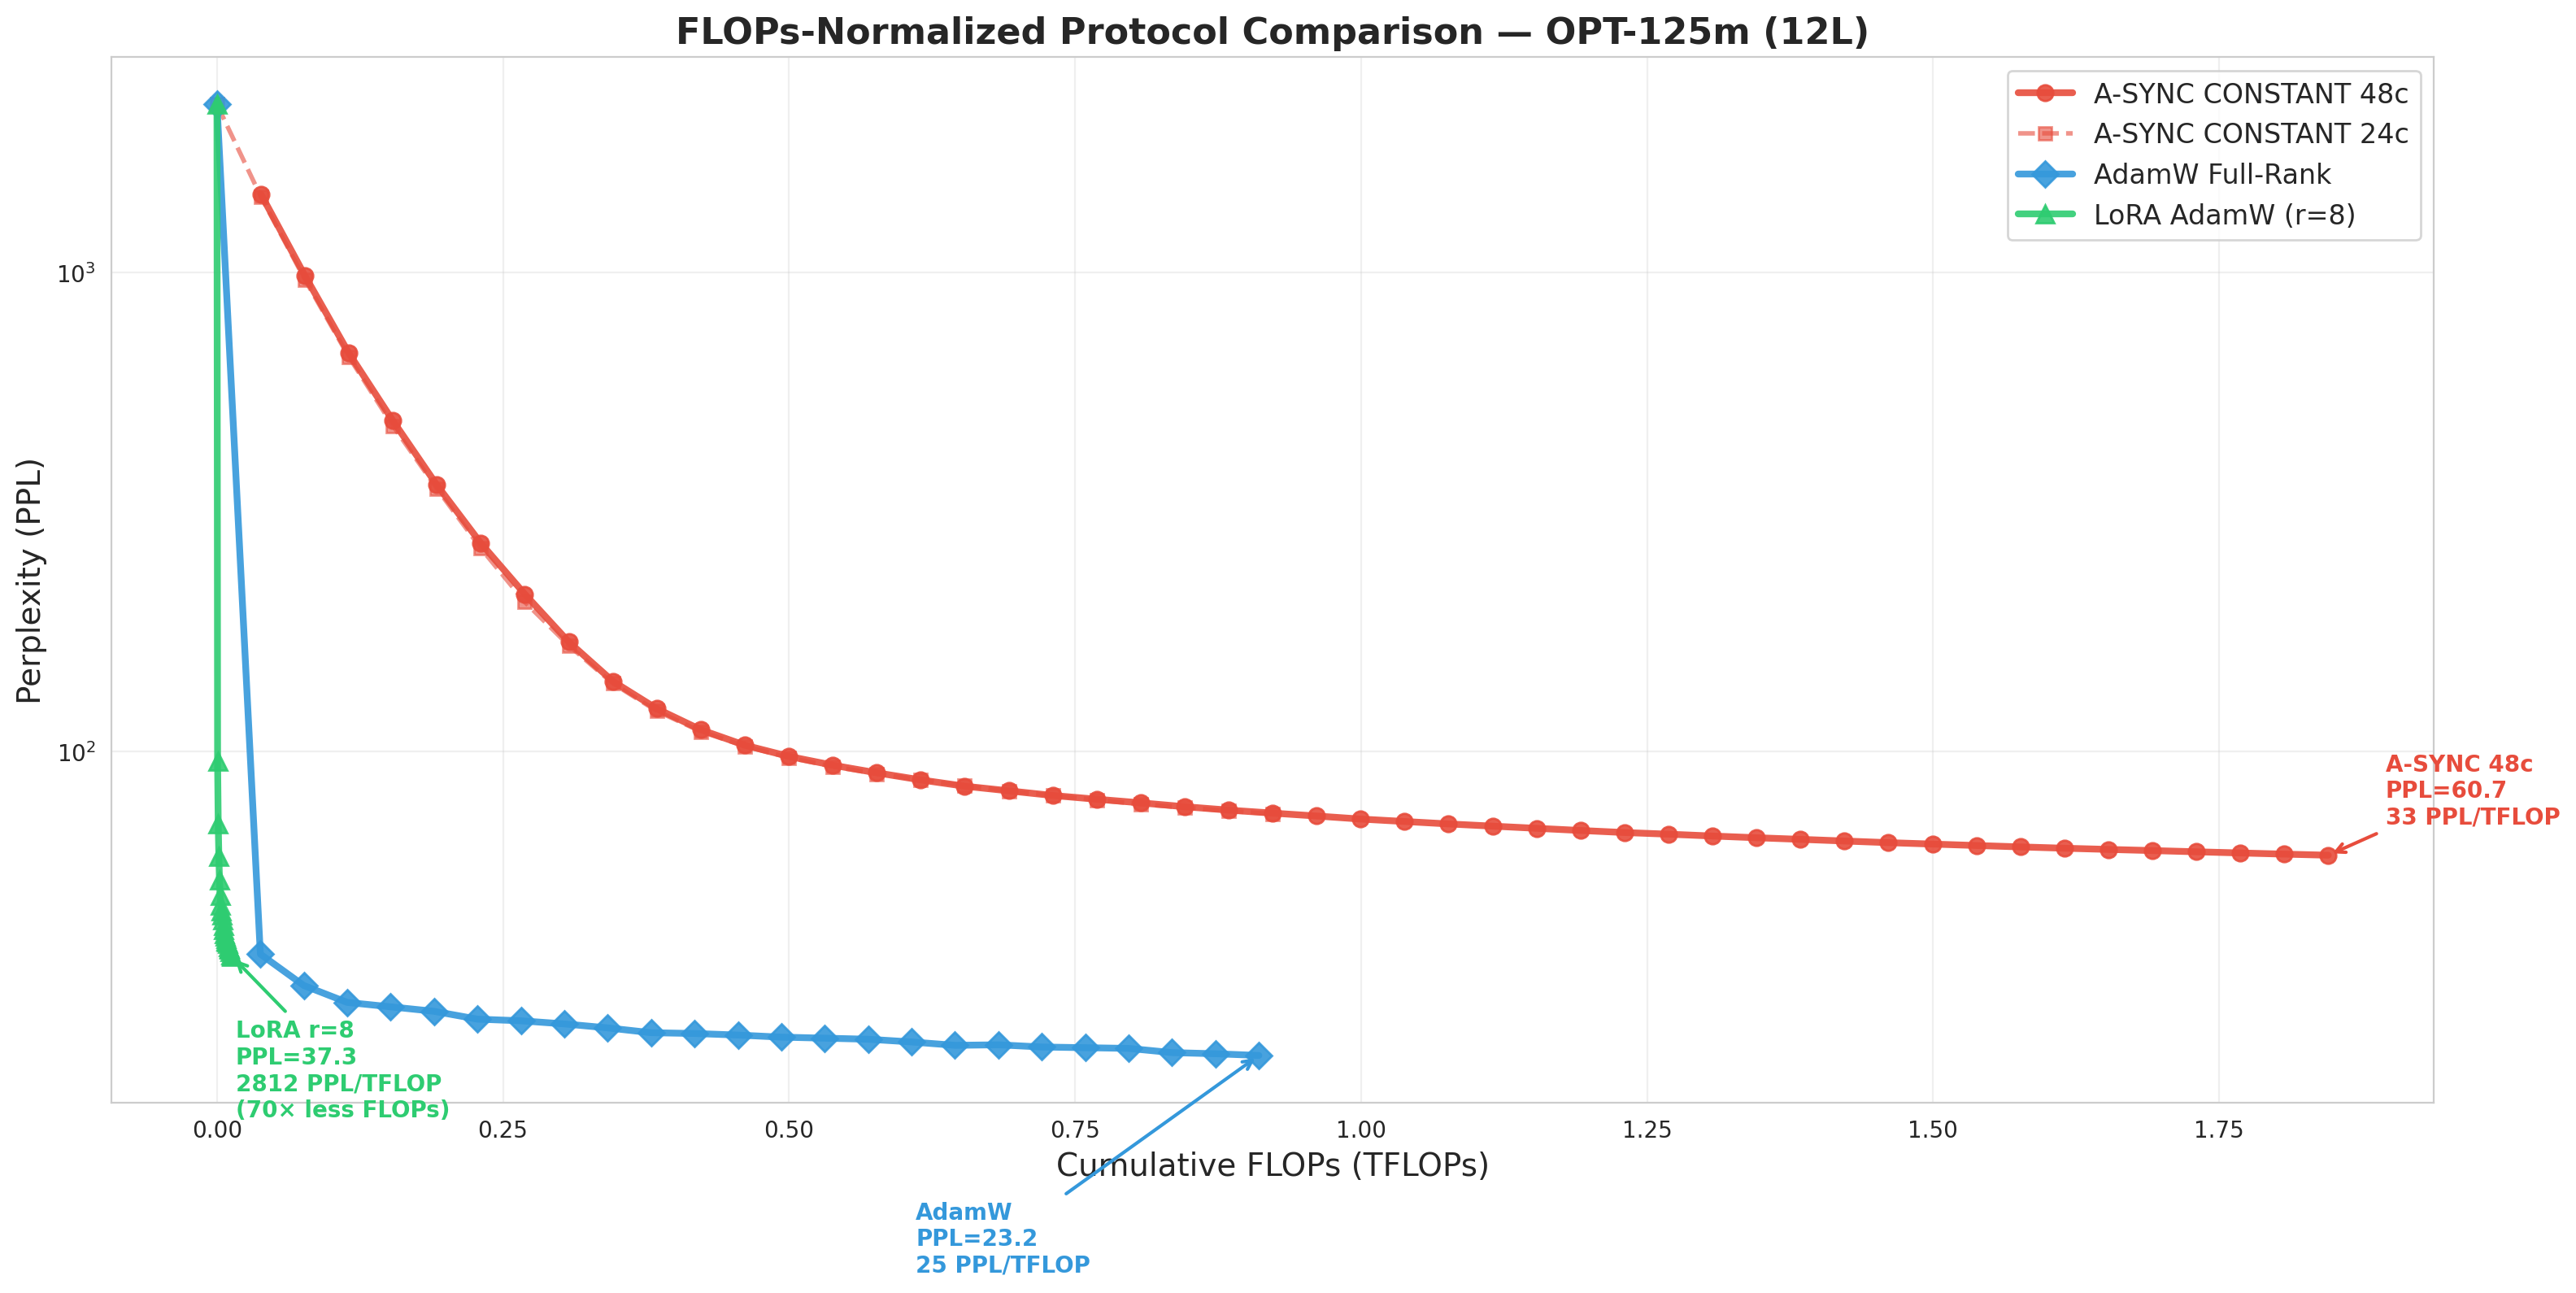 FLOPs-Normalized Protocol Comparison — OPT-125m (12L)
A-SYNC CONSTANT 48c
A-SYNC CONSTANT 24c
AdamW Full-Rank
LoRA AdamW (r=8)
Perplexity (PPL)
10³
10²
A-SYNC 48c
PPL=60.7
33 PPL/TFLOP
LoRA r=8
PPL=37.3
2812 PPL/TFLOP
(70× less FLOPs)
0.00 0.25 0.50 0.75 1.00 1.25 1.50 1.75
Cumulative FLOPs (TFLOPs)
AdamW
PPL=23.2
25 PPL/TFLOP